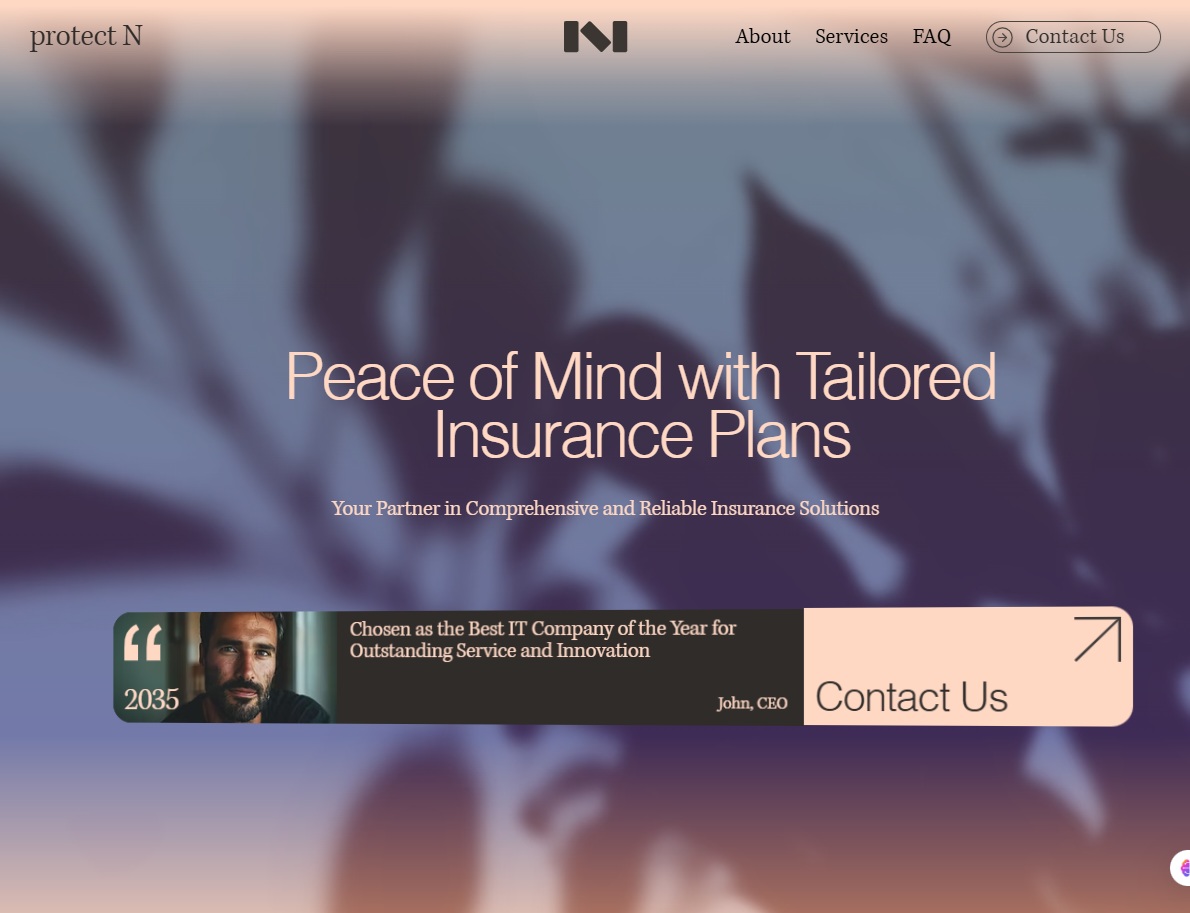 protect N
N
About Services FAQ Contact Us
Peace of Mind with Tailored
Insurance Plans
Your Partner in Comprehensive and Reliable Insurance Solutions
“
2035
Chosen as the Best IT Company of the Year for
Outstanding Service and Innovation
John, CEO
Contact Us